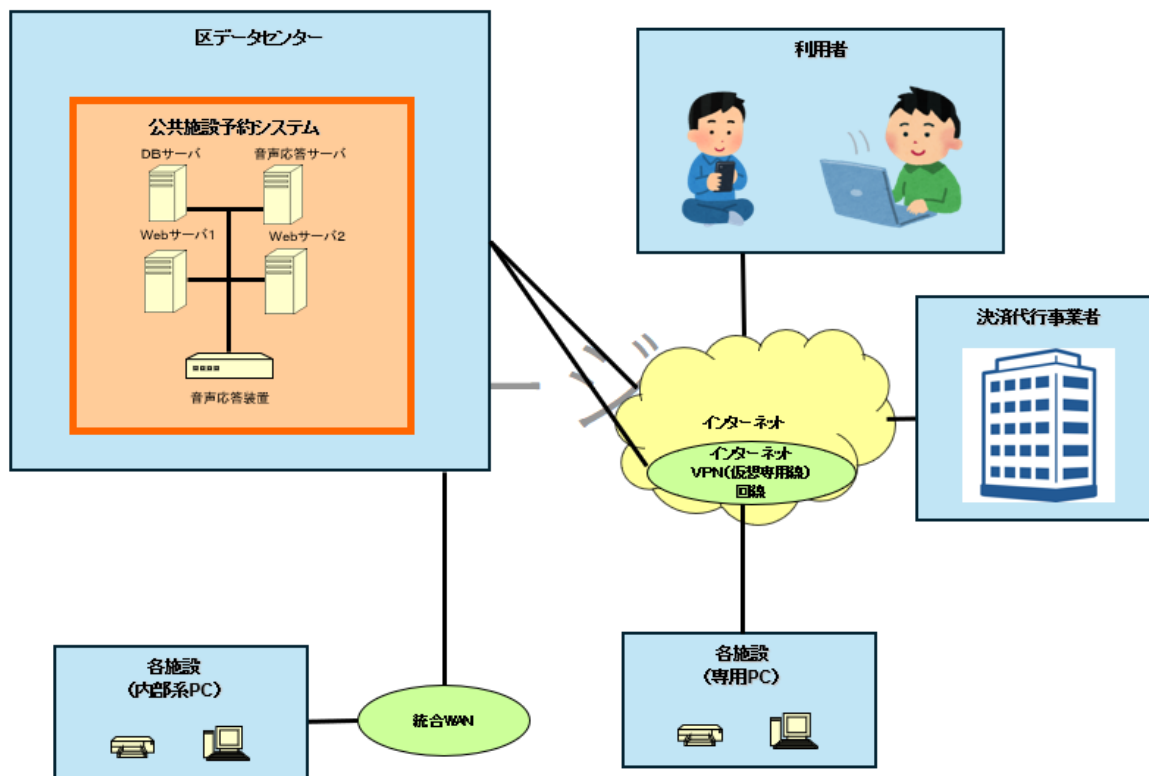 区データセンター
公共施設予約システム
DBサーバ
音声応答サーバ
Webサーバ1
Webサーバ2
音声応答装置
利用者
決済代行事業者
ージ
インターネット
インターネット
VPN(仮想専用線)
回線
各施設
(内部系PC)
統合WAN
各施設
(専用PC)